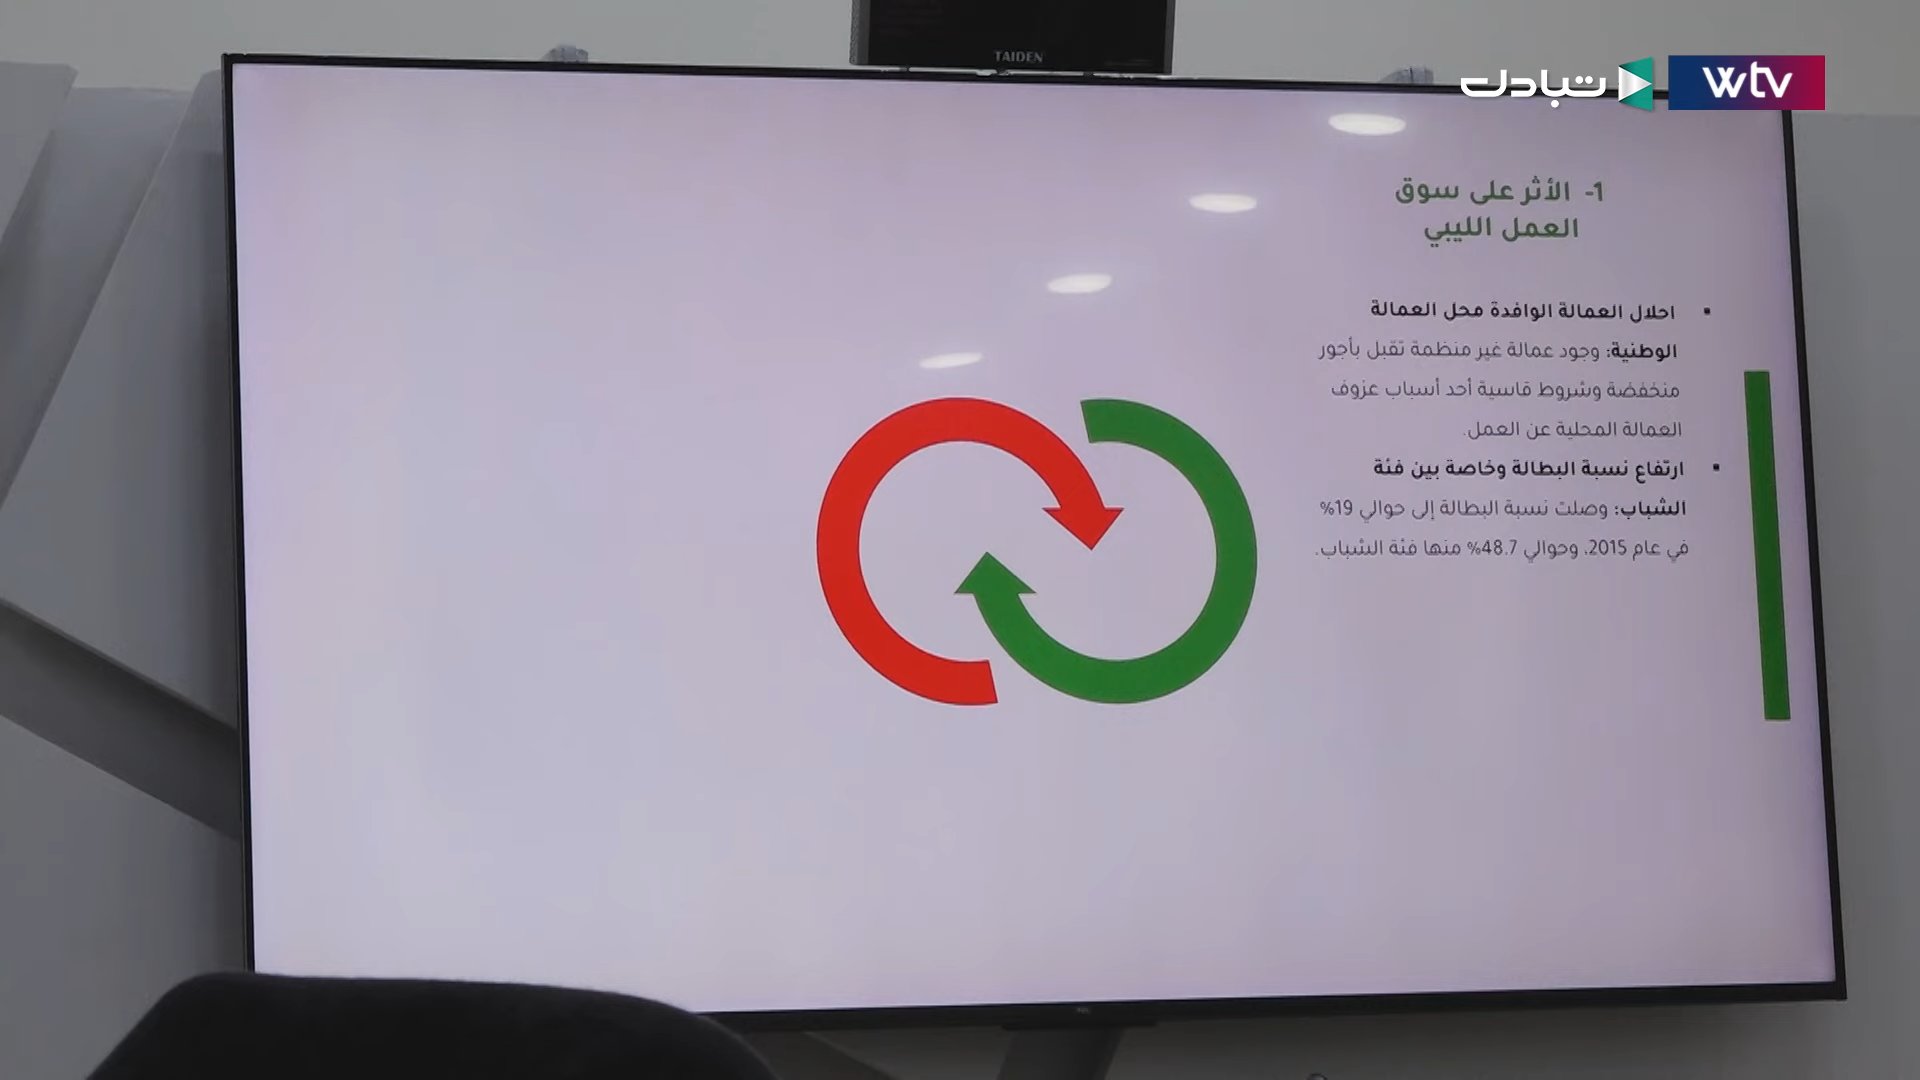 TAIDEN
تبادل
wtv
1- الأثر على سوق
العمل الليبي
▪ احلال العمالة الوافدة محل العمالة
الوطنية: وجود عمالة غير منظمة تقبل بأجور
منخفضة وشروط قاسية أحد أسباب عزوف
العمالة المحلية عن العمل.
▪ ارتفاع نسبة البطالة وخاصة بين فئة
الشباب: وصلت نسبة البطالة إلى حوالي 19%
في عام 2015، وحوالي 48.7% منها فئة الشباب.